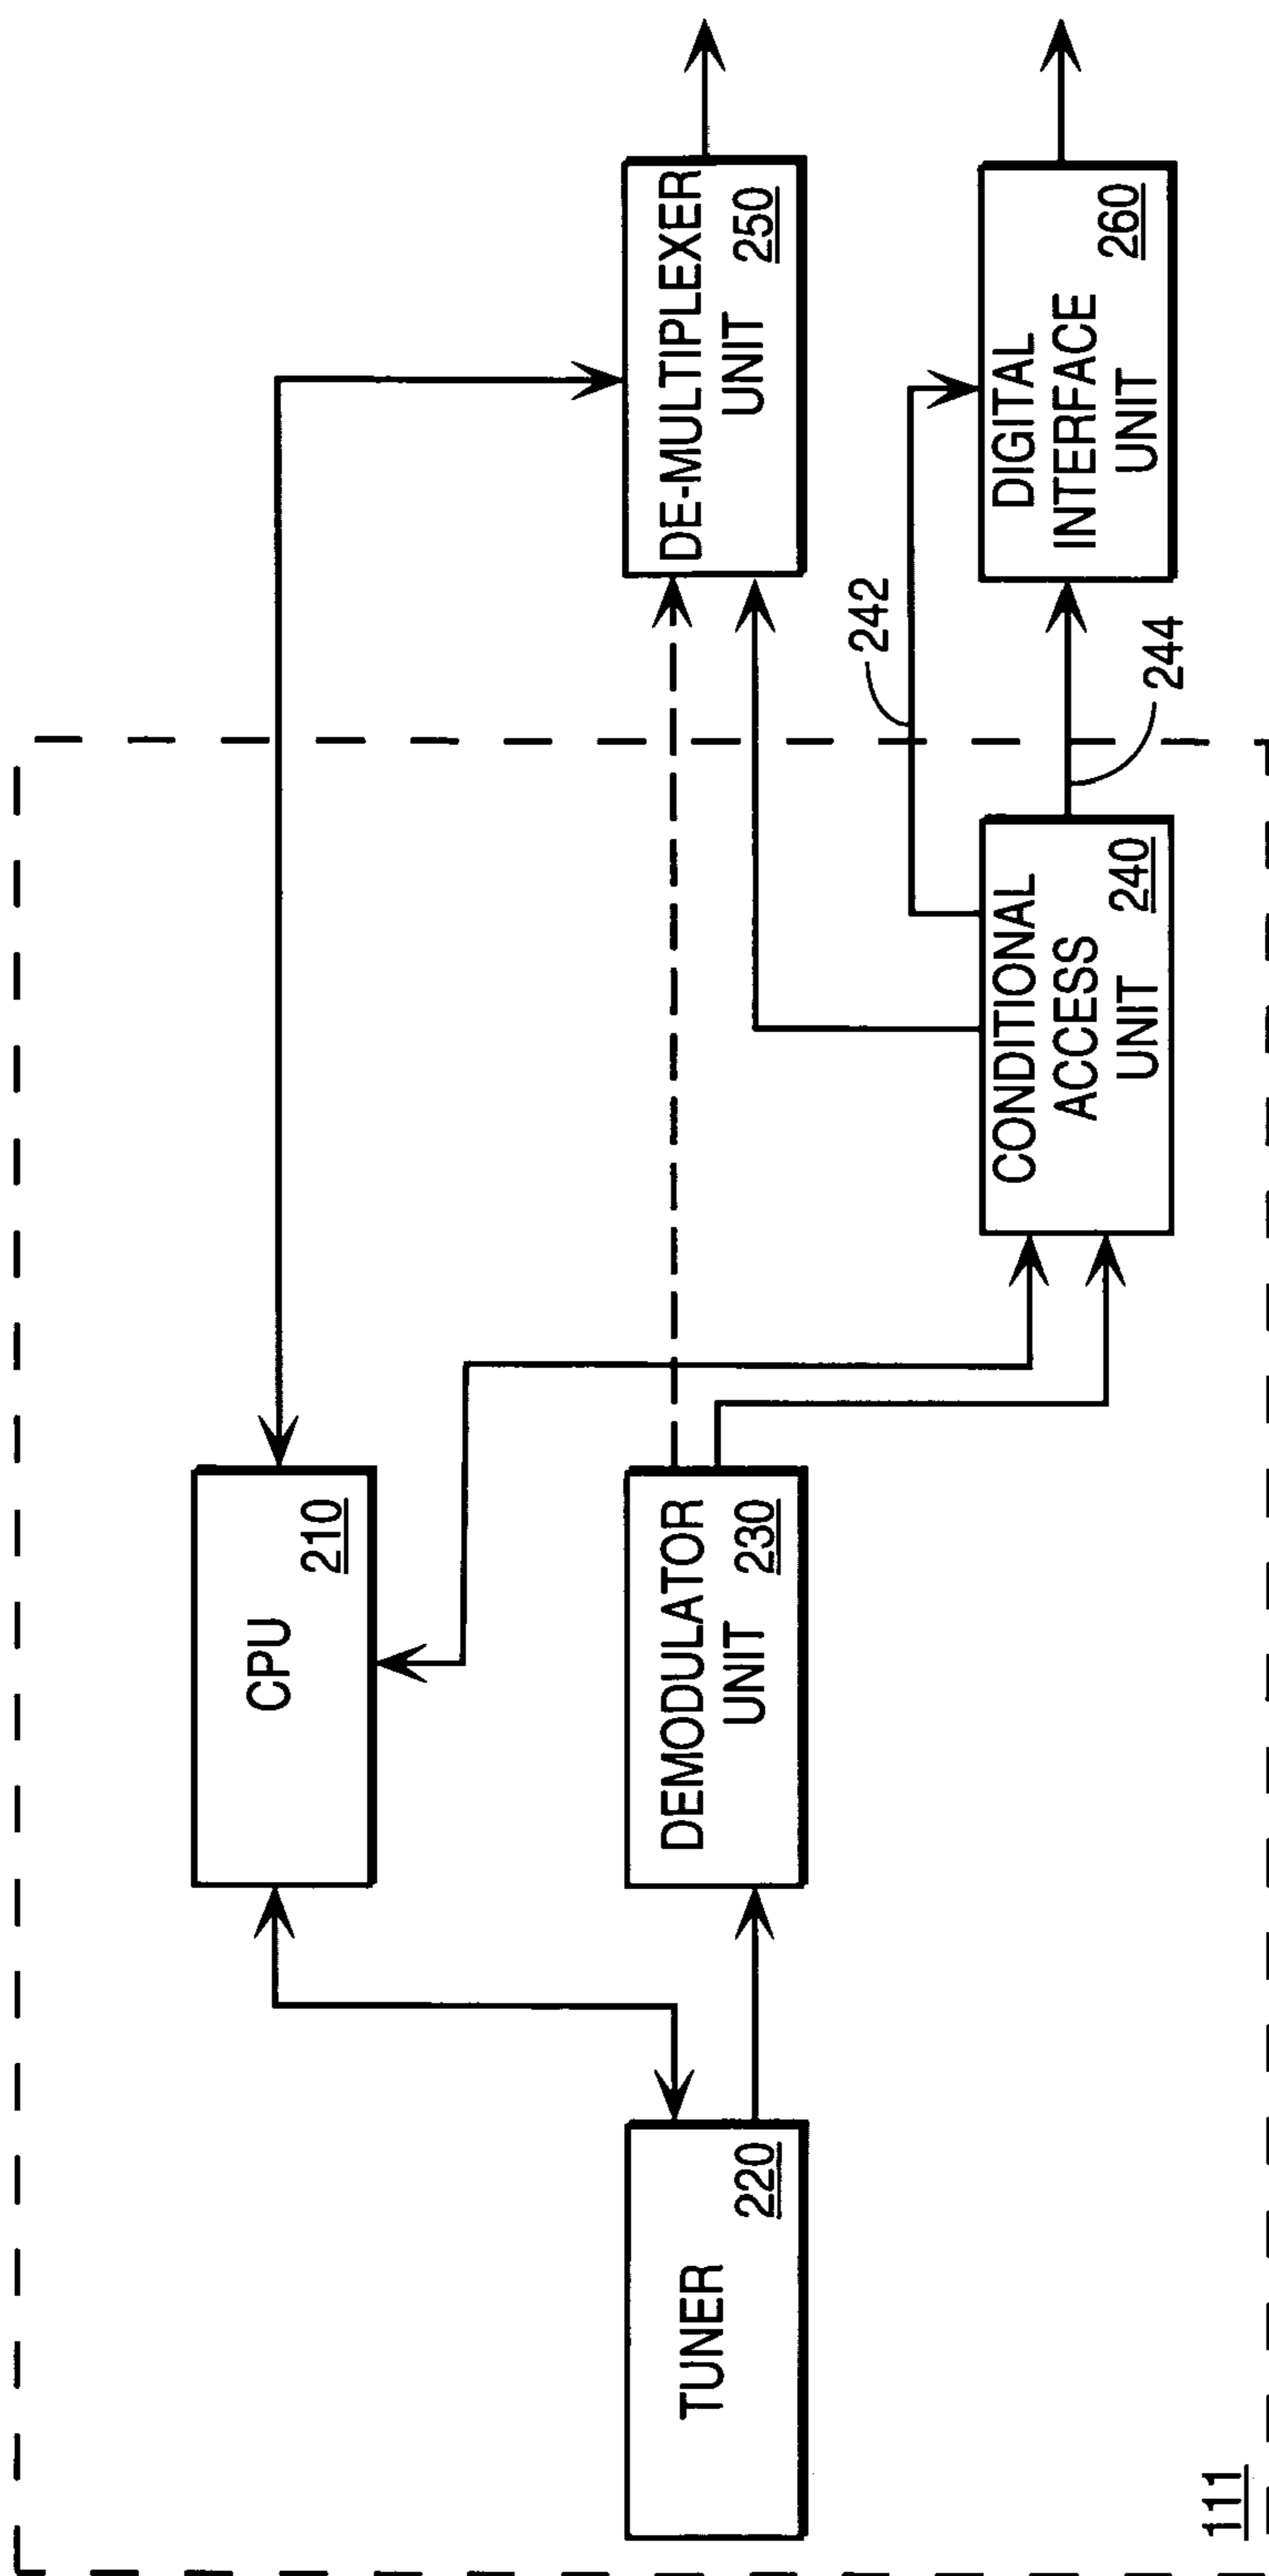 CPU
210
TUNER
220
DEMODULATOR
UNIT
230
DE-MULTIPLEXER
UNIT
250
CONDITIONAL
ACCESS
UNIT
240
242
244
DIGITAL
INTERFACE
UNIT
260
111